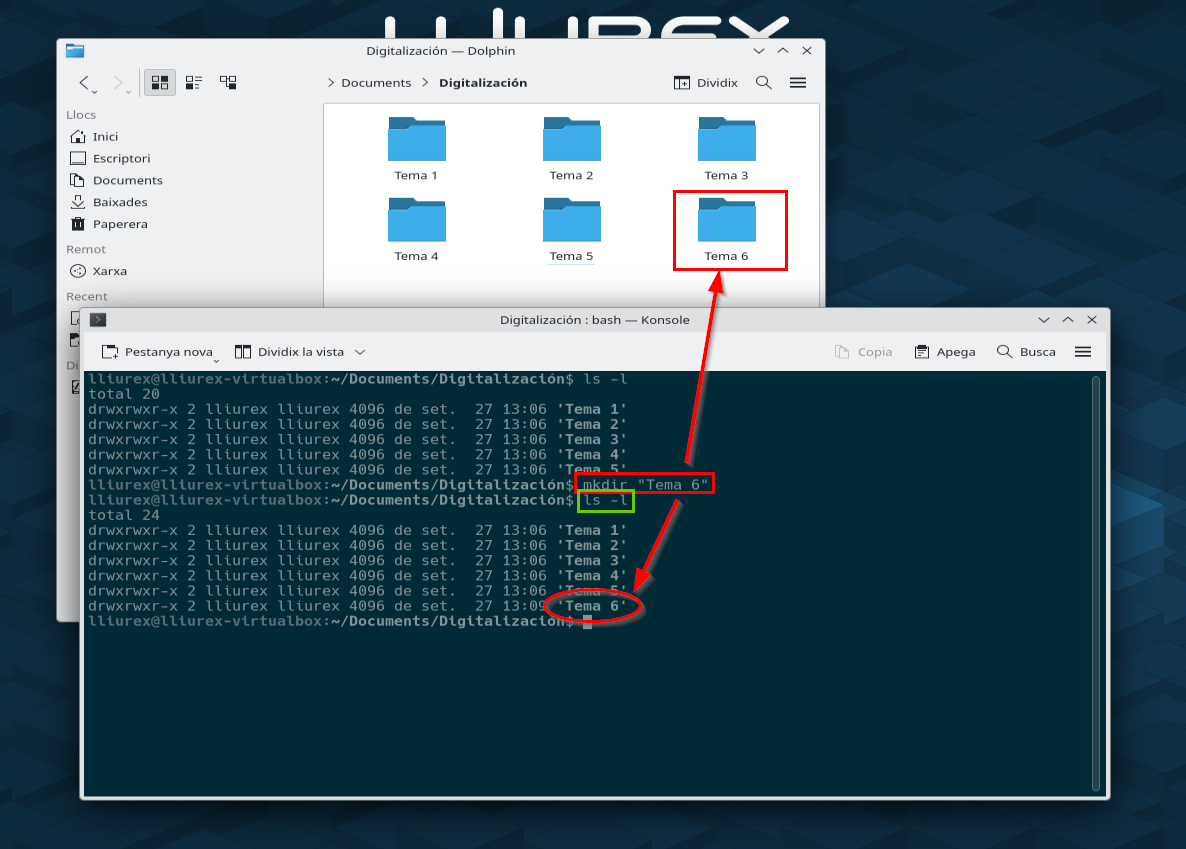 LLIUREX
Digitalización — Dolphin
Documents Digitalización
Dividix
Llocs
Inici
Escriptori
Documents
Baixades
Paperera
Remot
Xarxa
Recent
Tema 1 Tema 2 Tema 3
Tema 4 Tema 5 Tema 6
Digitalización : bash — Konsole
Pestanya nova Dividix la vista Copia Apega Busca
lliurex@lliurex-virtualbox:~/Documents/Digitalización$ ls -l
total 20
drwxrwxr-x 2 lliurex lliurex 4096 de set.  27 13:06 'Tema 1'
drwxrwxr-x 2 lliurex lliurex 4096 de set.  27 13:06 'Tema 2'
drwxrwxr-x 2 lliurex lliurex 4096 de set.  27 13:06 'Tema 3'
drwxrwxr-x 2 lliurex lliurex 4096 de set.  27 13:06 'Tema 4'
drwxrwxr-x 2 lliurex lliurex 4096 de set.  27 13:06 'Tema 5'
lliurex@lliurex-virtualbox:~/Documents/Digitalización$ mkdir "Tema 6"
lliurex@lliurex-virtualbox:~/Documents/Digitalización$ ls -l
total 24
drwxrwxr-x 2 lliurex lliurex 4096 de set.  27 13:06 'Tema 1'
drwxrwxr-x 2 lliurex lliurex 4096 de set.  27 13:06 'Tema 2'
drwxrwxr-x 2 lliurex lliurex 4096 de set.  27 13:06 'Tema 3'
drwxrwxr-x 2 lliurex lliurex 4096 de set.  27 13:06 'Tema 4'
drwxrwxr-x 2 lliurex lliurex 4096 de set.  27 13:06 'Tema 5'
drwxrwxr-x 2 lliurex lliurex 4096 de set.  27 13:09 'Tema 6'
lliurex@lliurex-virtualbox:~/Documents/Digitalización$